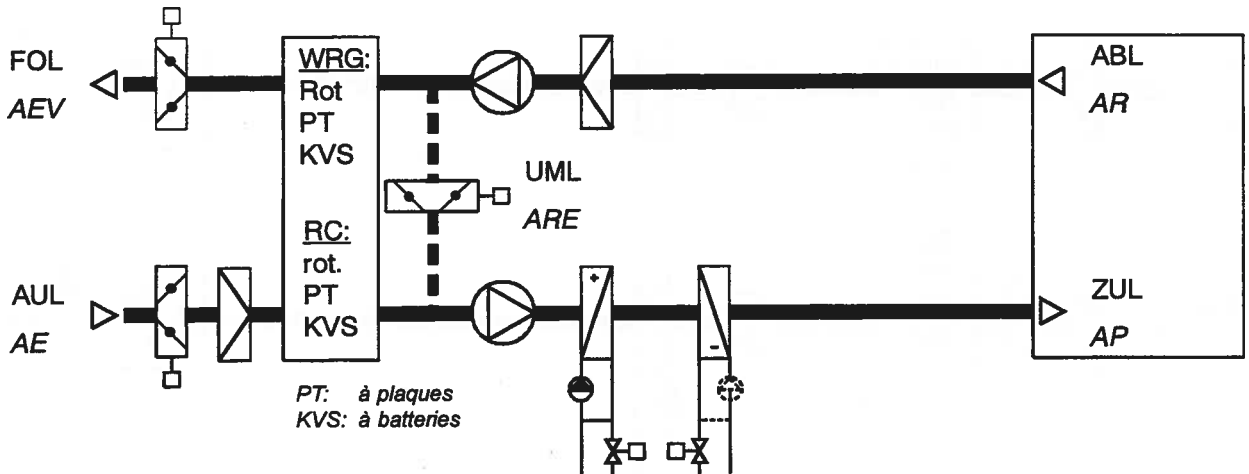 FOL
AEV
WRG:
Rot
PT
KVS
RC:
rot.
PT
KVS
AUL
AE
UML
ARE
ABL
AR
ZUL
AP
+
-
PT: à plaques
KVS: à batteries